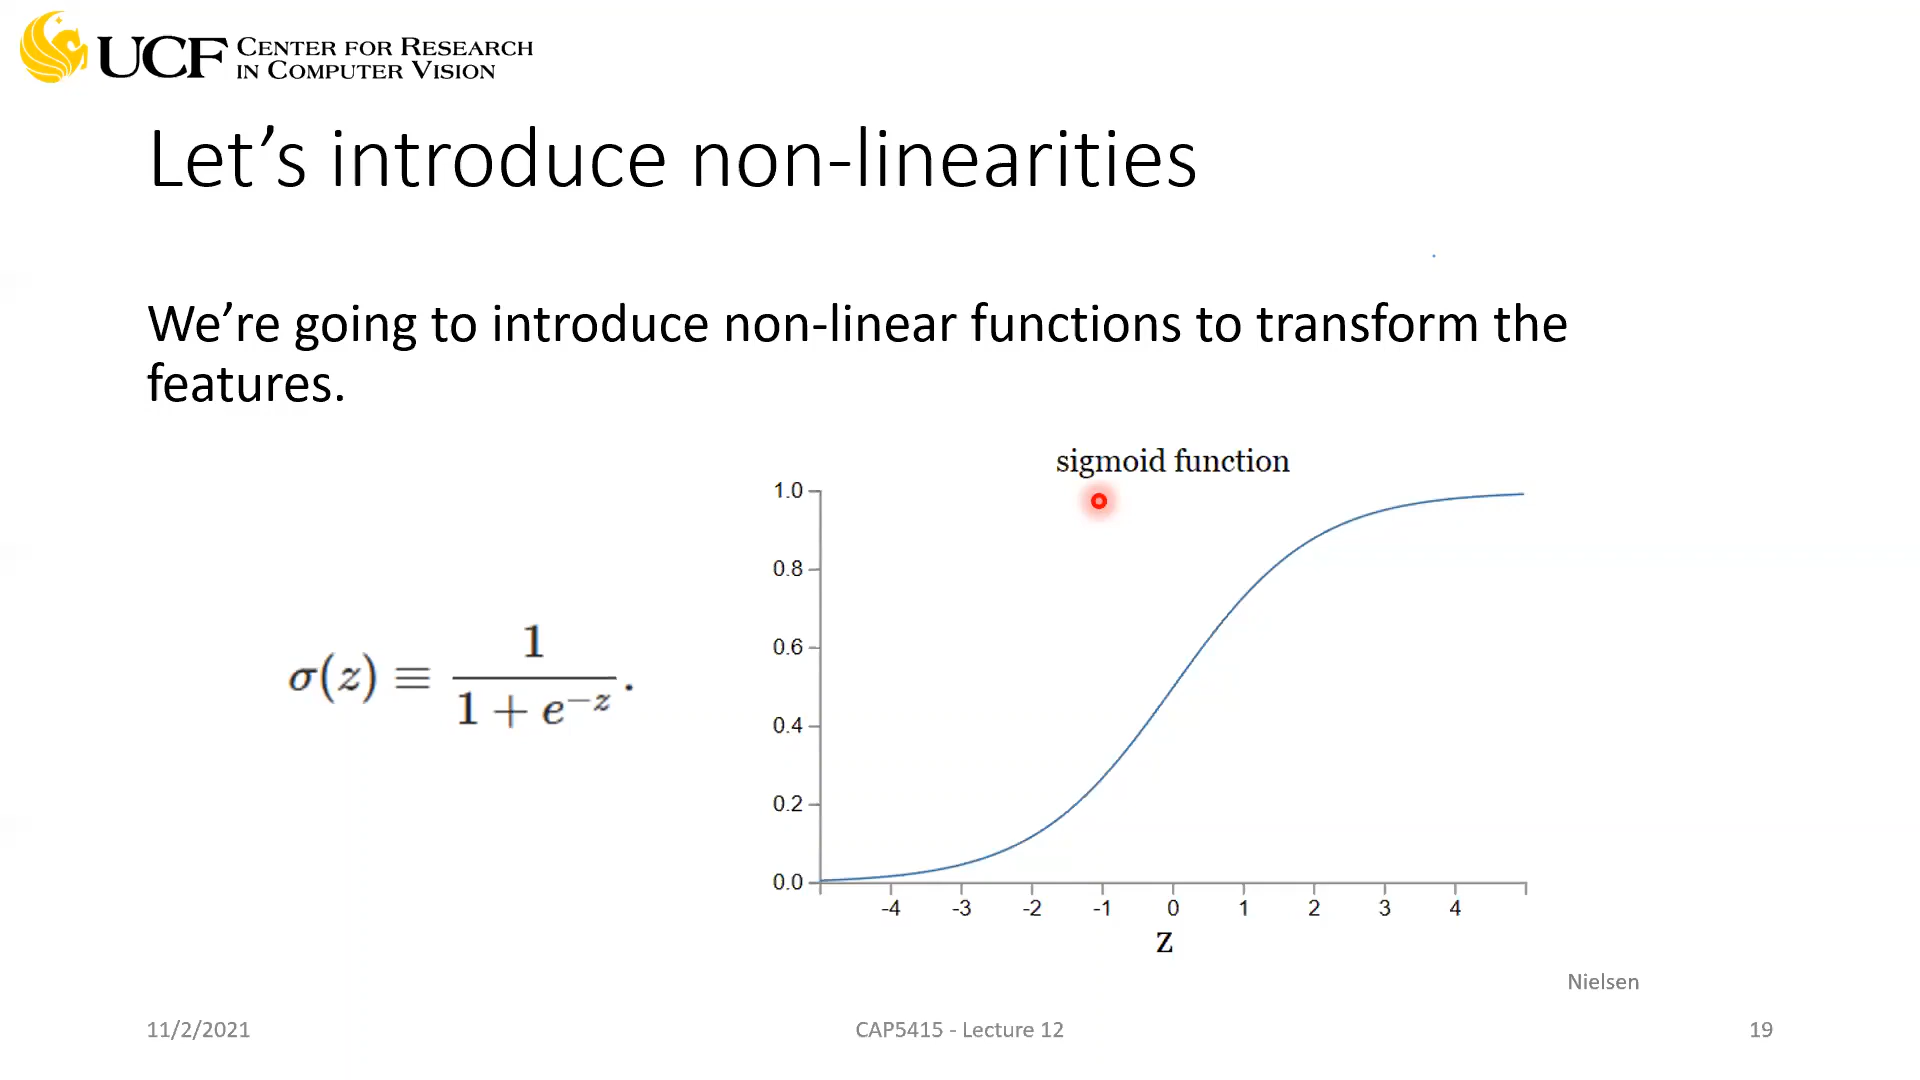 UCF CENTER FOR RESEARCH
IN COMPUTER VISION
Let’s introduce non-linearities
We’re going to introduce non-linear functions to transform the
features.
sigmoid function
1.0
0.8
0.6
0.4
0.2
0.0
-4 -3 -2 -1 0 1 2 3 4
z
σ(z) ≡ 1 / (1 + e^{−z}).
Nielsen
11/2/2021 CAP5415 - Lecture 12 19